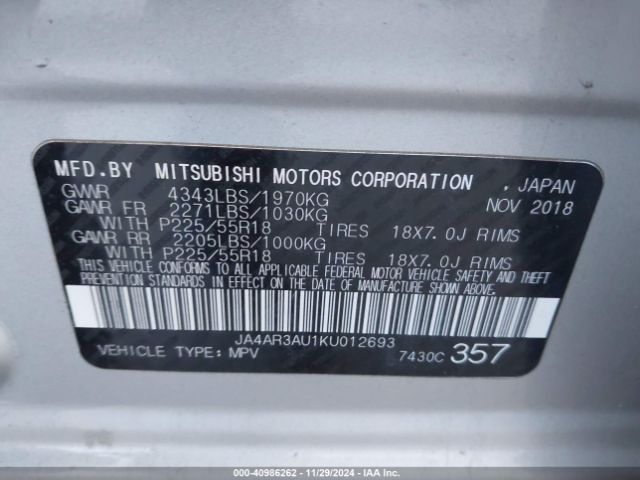 MFD.BY MITSUBISHI MOTORS CORPORATION , JAPAN
GVWR 4343LBS/1970KG NOV 2018
GAWR FR 2271LBS/1030KG
WITH P225/55R18 TIRES 18X7.0J RIMS
GAWR RR 2205LBS/1000KG
WITH P225/55R18 TIRES 18X7.0J RIMS
THIS VEHICLE CONFORMS TO ALL APPLICABLE FEDERAL MOTOR VEHICLE SAFETY AND THEFT
PREVENTION STANDARDS IN EFFECT ON THE DATE OF MANUFACTURE SHOWN ABOVE.
JA4AR3AU1KU012693
VEHICLE TYPE: MPV 7430C 357
000-40986262 - 11/29/2024 - IAAI.COM